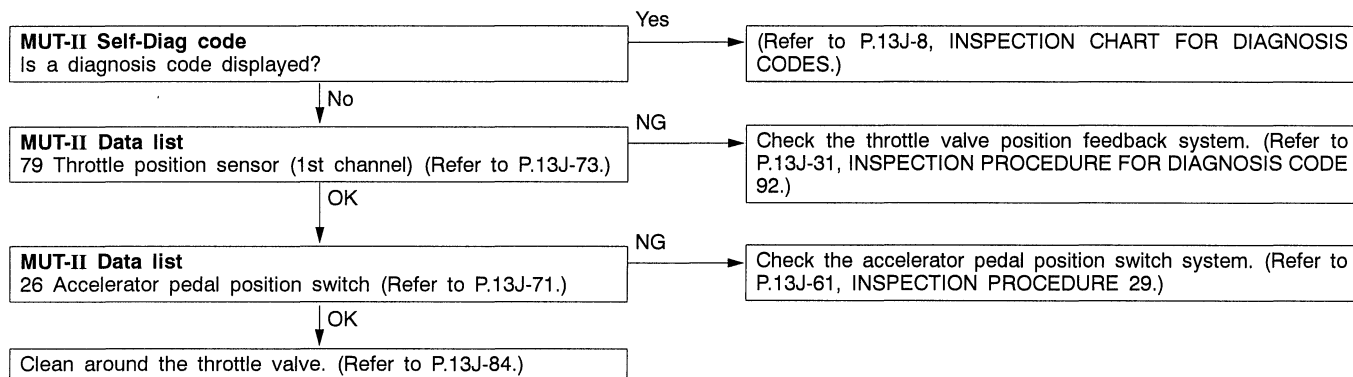 Yes
MUT-II Self-Diag code
Is a diagnosis code displayed?
(Refer to P.13J-8, INSPECTION CHART FOR DIAGNOSIS
CODES.)
No
NG
MUT-II Data list
79 Throttle position sensor (1st channel) (Refer to P.13J-73.)
Check the throttle valve position feedback system. (Refer to
P.13J-31, INSPECTION PROCEDURE FOR DIAGNOSIS CODE
92.)
OK
NG
MUT-II Data list
26 Accelerator pedal position switch (Refer to P.13J-71.)
Check the accelerator pedal position switch system. (Refer to
P.13J-61, INSPECTION PROCEDURE 29.)
OK
Clean around the throttle valve. (Refer to P.13J-84.)